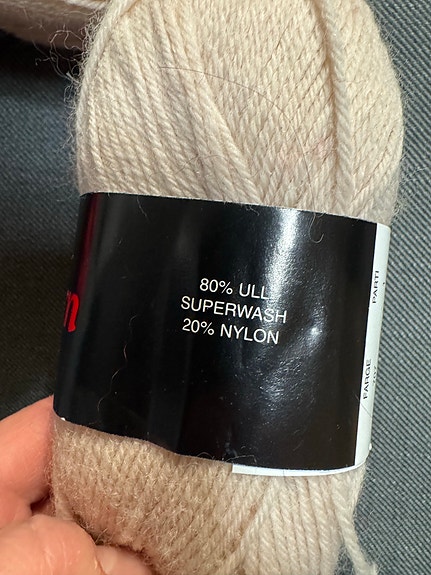 80% ULL
SUPERWASH
20% NYLON
PARTI
FARGE